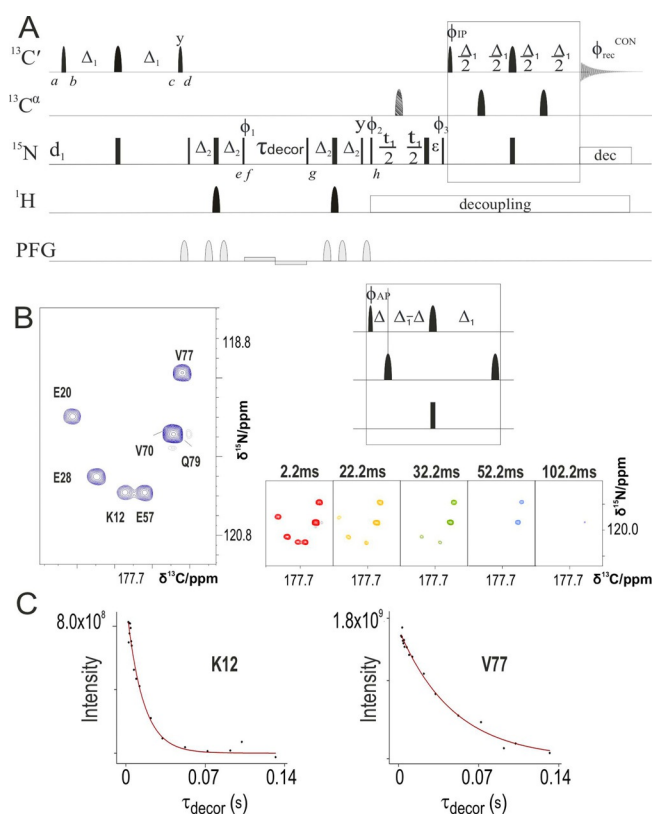 A
¹³C′ a b Δ₁ Δ₁ y c d ϕIP Δ₁/2 Δ₁/2 Δ₁/2 Δ₁/2 ϕrec CON
¹³Cα
¹⁵N d₁ Δ₂ Δ₂ ϕ₁ e f τdecor g Δ₂ Δ₂ y ϕ₂ h t₁/2 t₁/2 ε ϕ₃ dec
¹H decoupling
PFG
ϕAP
Δ Δ₁-Δ Δ₁
B
V77
118.8
E20
V70
Q79
E28
K12 E57
δ¹⁵N/ppm
120.8
177.7 δ¹³C/ppm
2.2ms 22.2ms 32.2ms 52.2ms 102.2ms
δ¹⁵N/ppm
120.0
177.7 177.7 177.7 177.7 177.7 δ¹³C/ppm
C
8.0x10⁸
K12
Intensity
0 0.07 0.14
τdecor (s)
1.8x10⁹
V77
Intensity
0 0.07 0.14
τdecor (s)